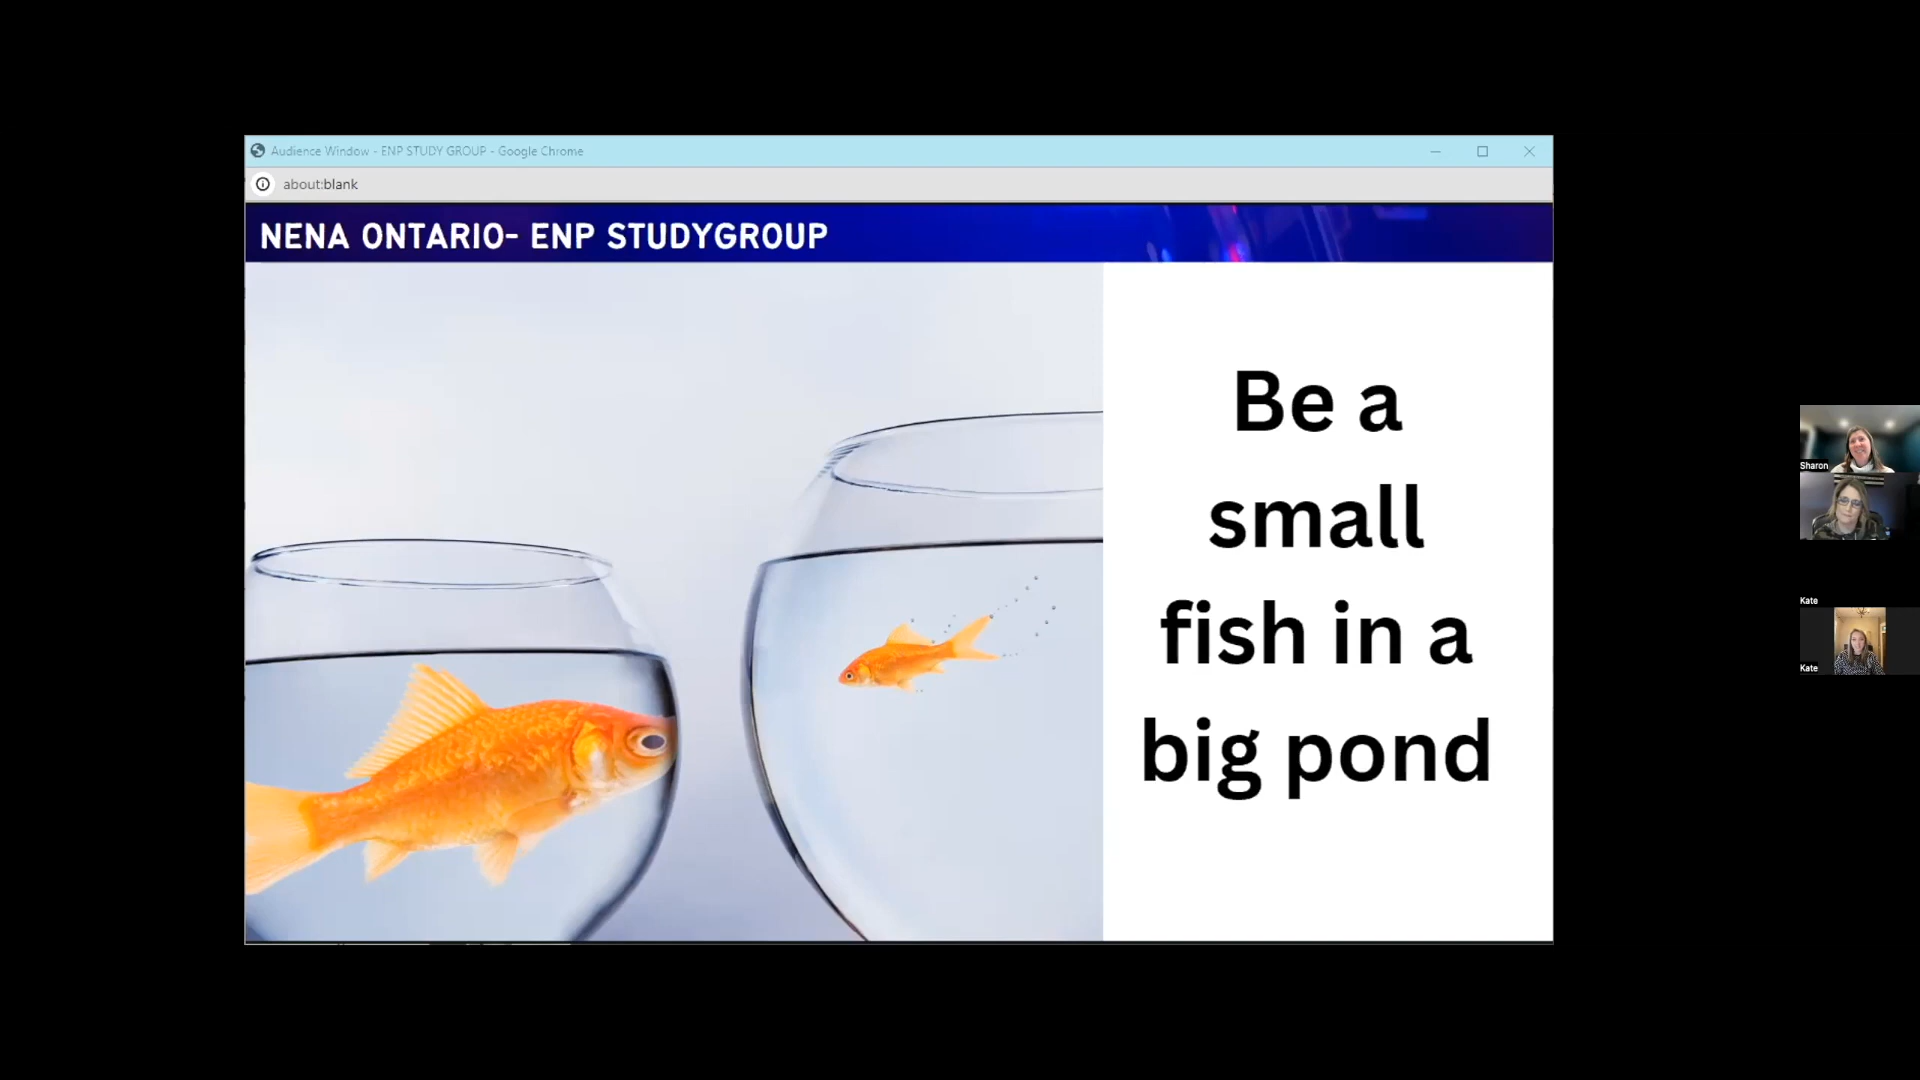 Audience Window - ENP STUDY GROUP - Google Chrome
about:blank
NENA ONTARIO- ENP STUDYGROUP
Be a
small
fish in a
big pond
Sharon
Kate
Kate